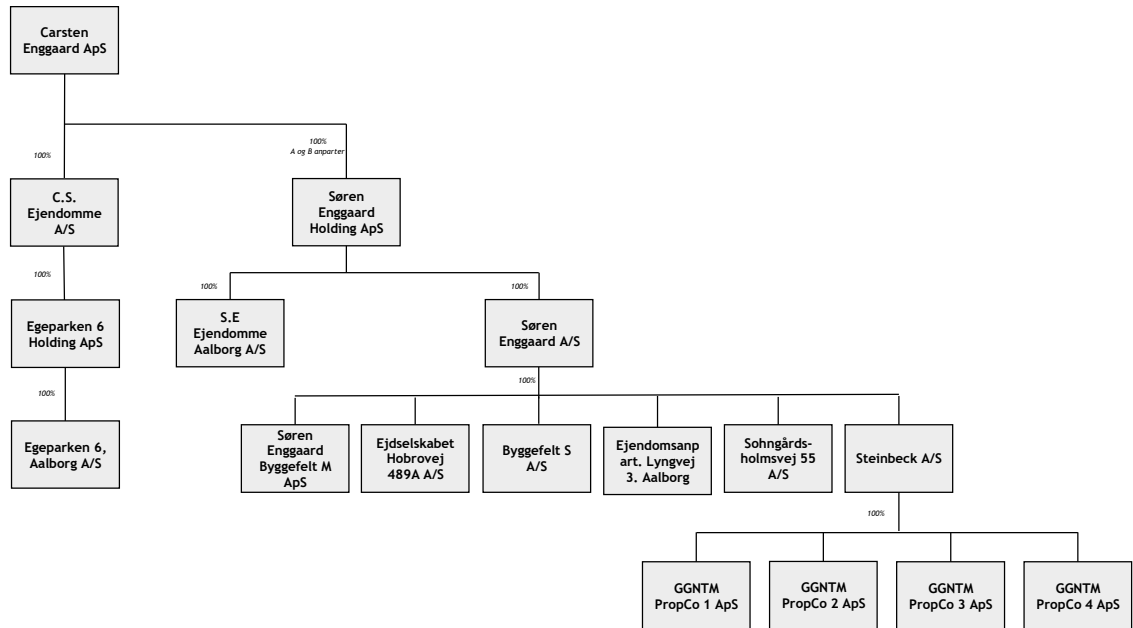 Carsten
Enggaard ApS
100%
100%
A og B anparter
C.S.
Ejendomme
A/S
Søren
Enggaard
Holding ApS
100%
100%
100%
Egeparken 6
Holding ApS
S.E
Ejendomme
Aalborg A/S
Søren
Enggaard A/S
100%
100%
Egeparken 6,
Aalborg A/S
Søren
Enggaard
Byggefelt M
ApS
Ejdselskabet
Hobrovej
489A A/S
Byggefelt S
A/S
Ejendomsanp
art. Lyngvej
3. Aalborg
Sohngårds-
holmsvej 55
A/S
Steinbeck A/S
100%
GGNTM
PropCo 1 ApS
GGNTM
PropCo 2 ApS
GGNTM
PropCo 3 ApS
GGNTM
PropCo 4 ApS